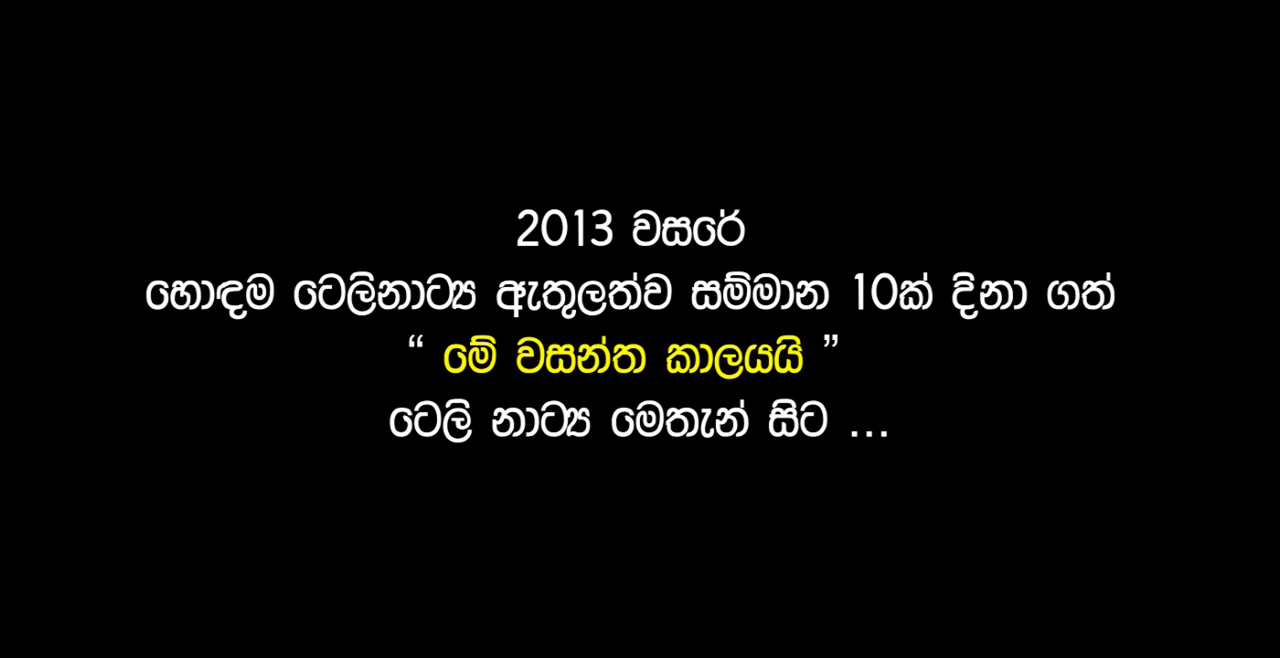 2013 වසරේ
හොඳම ටෙලිනාට්‍ය ඇතුලත්ව සම්මාන 10ක් දිනා ගත්
“ මේ වසන්ත කාලයයි ”
ටෙලි නාට්‍ය මෙතැන් සිට ...